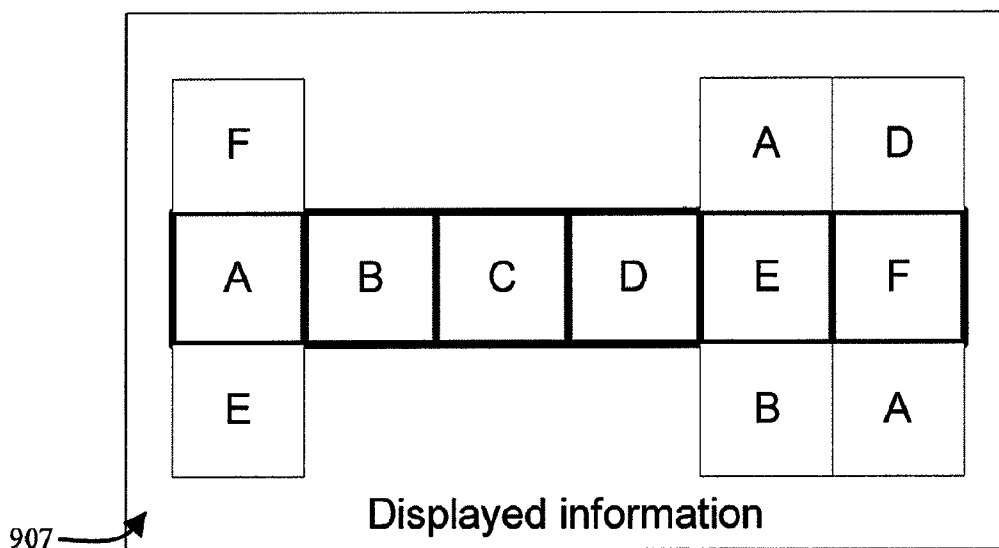 F A D
A B C D E F
E B A
Displayed information
907